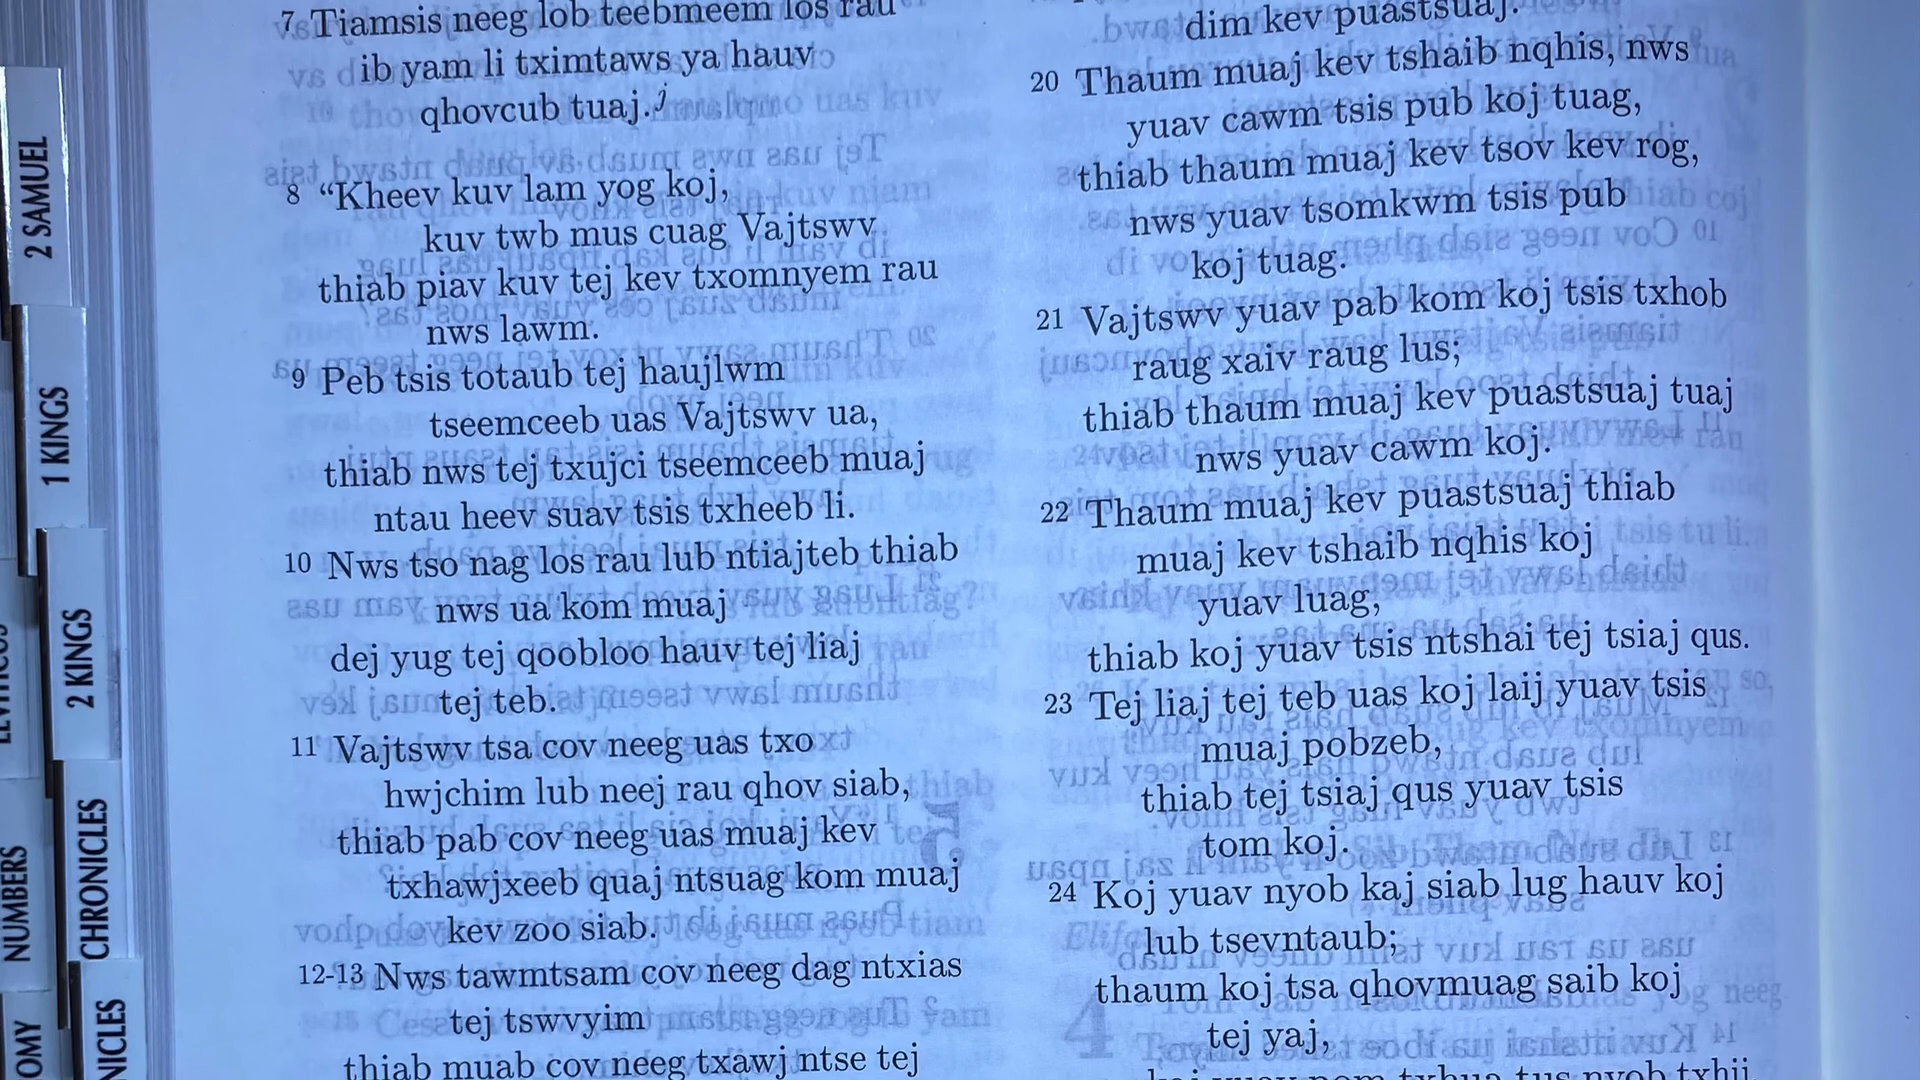 7 Tiamsis neeg lob teebmeem los rau
ib yam li tximtaws ya hauv
qhovcub tuaj.j
8 “Kheev kuv lam yog koj,
kuv twb mus cuag Vajtswv
thiab piav kuv tej kev txomnyem rau
nws lawm.
9 Peb tsis totaub tej haujlwm
tseemceeb uas Vajtswv ua,
thiab nws tej txujci tseemceeb muaj
ntau heev suav tsis txheeb li.
10 Nws tso nag los rau lub ntiajteb thiab
nws ua kom muaj
dej yug tej qoobloo hauv tej liaj
tej teb.
11 Vajtswv tsa cov neeg uas txo
hwjchim lub neej rau qhov siab,
thiab pab cov neeg uas muaj kev
txhawjxeeb quaj ntsuag kom muaj
kev zoo siab.
12-13 Nws tawmtsam cov neeg dag ntxias
tej tswvyim
thiab muab cov neeg txawj ntse tej
dim kev puastsuaj.
20 Thaum muaj kev tshaib nqhis, nws
yuav cawm tsis pub koj tuag,
thiab thaum muaj kev tsov kev rog,
nws yuav tsomkwm tsis pub
koj tuag.
21 Vajtswv yuav pab kom koj tsis txhob
raug xaiv raug lus;
thiab thaum muaj kev puastsuaj tuaj
nws yuav cawm koj.
22 Thaum muaj kev puastsuaj thiab
muaj kev tshaib nqhis koj
yuav luag,
thiab koj yuav tsis ntshai tej tsiaj qus.
23 Tej liaj tej teb uas koj laij yuav tsis
muaj pobzeb,
thiab tej tsiaj qus yuav tsis
tom koj.
24 Koj yuav nyob kaj siab lug hauv koj
lub tsevntaub;
thaum koj tsa qhovmuag saib koj
tej yaj,
koj yuav pom txhua tus nyob txhij
2 SAMUEL
1 KINGS
2 KINGS
CHRONICLES
NUMBERS